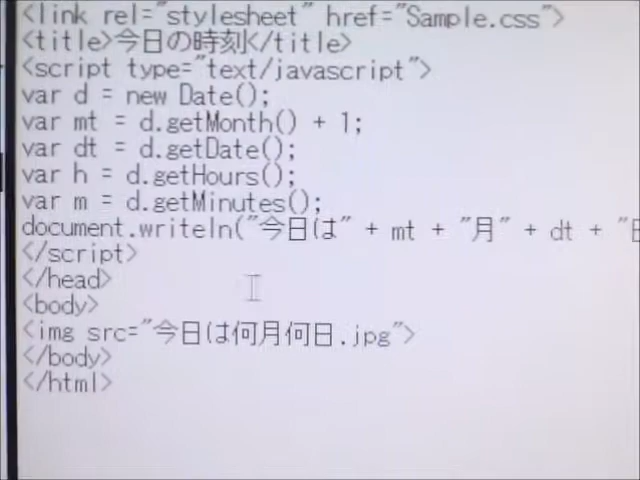 <link rel="stylesheet" href="Sample.css">
<title>今日の時刻</title>
<script type="text/javascript">
var d = new Date();
var mt = d.getMonth() + 1;
var dt = d.getDate();
var h = d.getHours();
var m = d.getMinutes();
document.writeln("今日は" + mt + "月" + dt + "日
</script>
</head>
<body>
<img src="今日は何月何日.jpg">
</body>
</html>